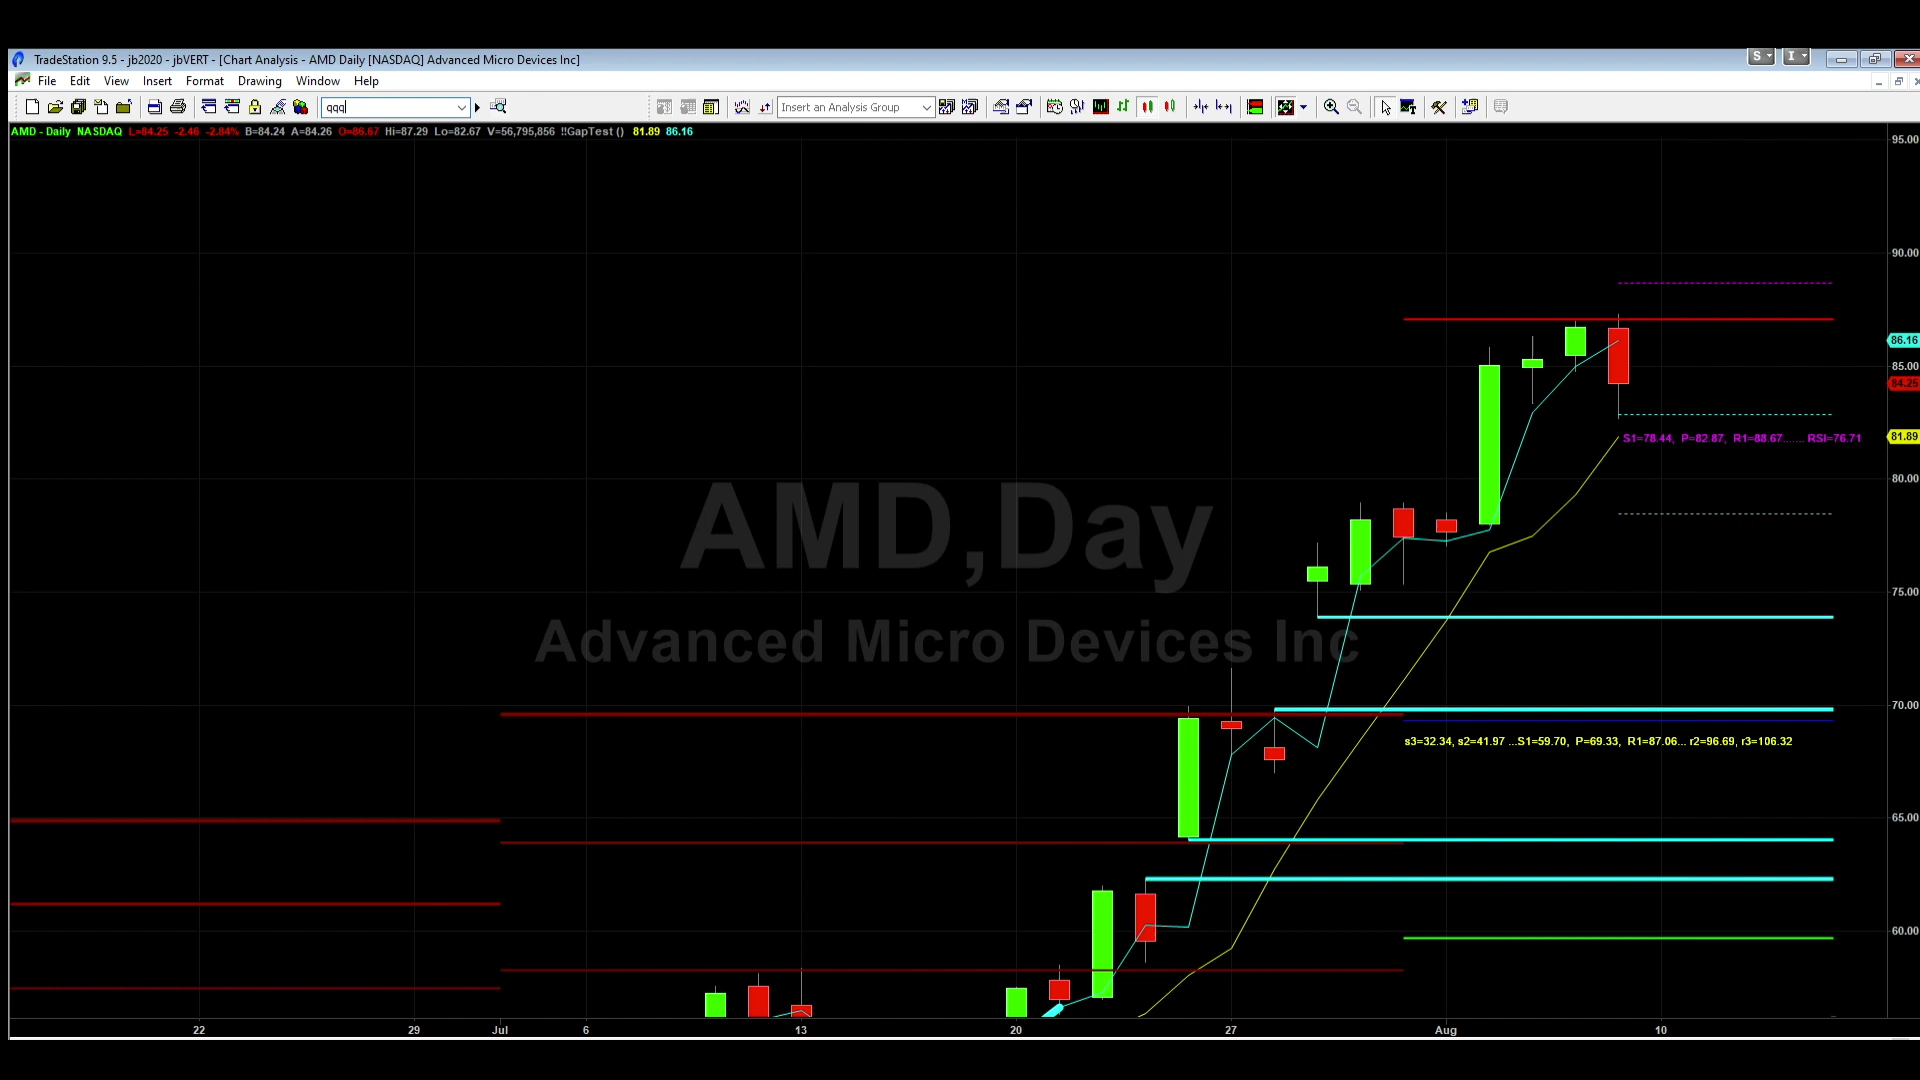 TradeStation 9.5 - jb2020 - jbVERT - [Chart Analysis - AMD Daily [NASDAQ] Advanced Micro Devices Inc]
S I
File Edit View Insert Format Drawing Window Help
qqq Insert an Analysis Group
AMD - Daily NASDAQ L=84.25 -2.46 -2.84% B=84.24 A=84.26 O=86.67 Hi=87.29 Lo=82.67 V=56,795,856 !!GapTest () 81.89 86.16
95.00
90.00
86.16
85.00
84.25
81.89
S1=78.44, P=82.87, R1=88.67....... RSI=76.71
80.00
AMD,Day
75.00
Advanced Micro Devices Inc
70.00
s3=32.34, s2=41.97 ...S1=59.70, P=69.33, R1=87.06... r2=96.69, r3=106.32
65.00
60.00
22 29 Jul 6 13 20 27 Aug 10